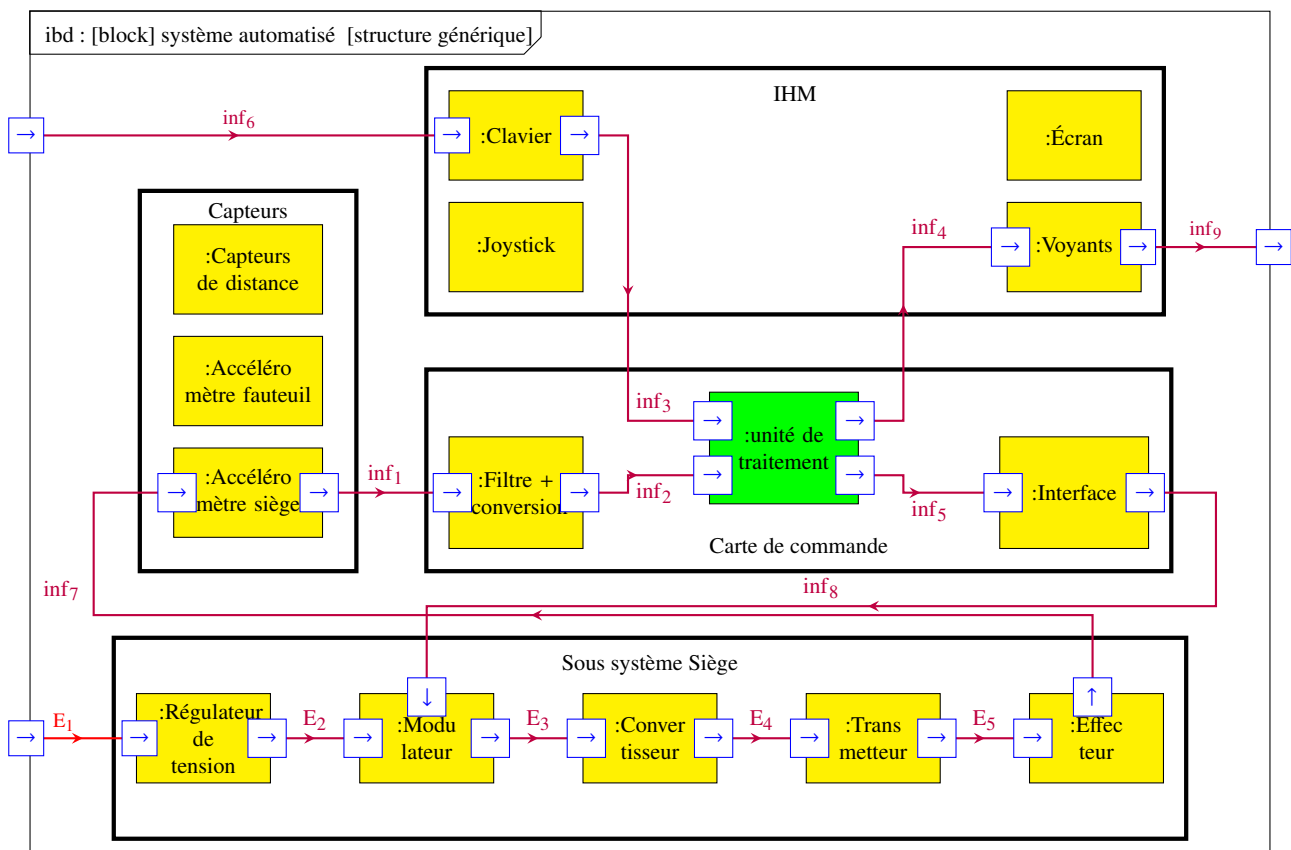 ibd : [block] système automatisé [structure générique]
IHM
inf6
→
→
:Clavier
→
:Écran
Capteurs
:Capteurs
de distance
:Joystick
inf4
→
:Voyants
→
inf9
→
:Accéléro
mètre fauteuil
inf3
→
→
:unité de
traitement
→
→
→
:Accéléro
mètre siège
→
inf1
→
:Filtre +
conversion
→
inf2
inf5
→
:Interface
→
Carte de commande
inf7
inf8
Sous système Siège
→
E1
→
:Régulateur
de
tension
→
E2
→
↓
:Modu
lateur
→
E3
→
:Conver
tisseur
→
E4
→
:Trans
metteur
→
E5
→
↑
:Effec
teur